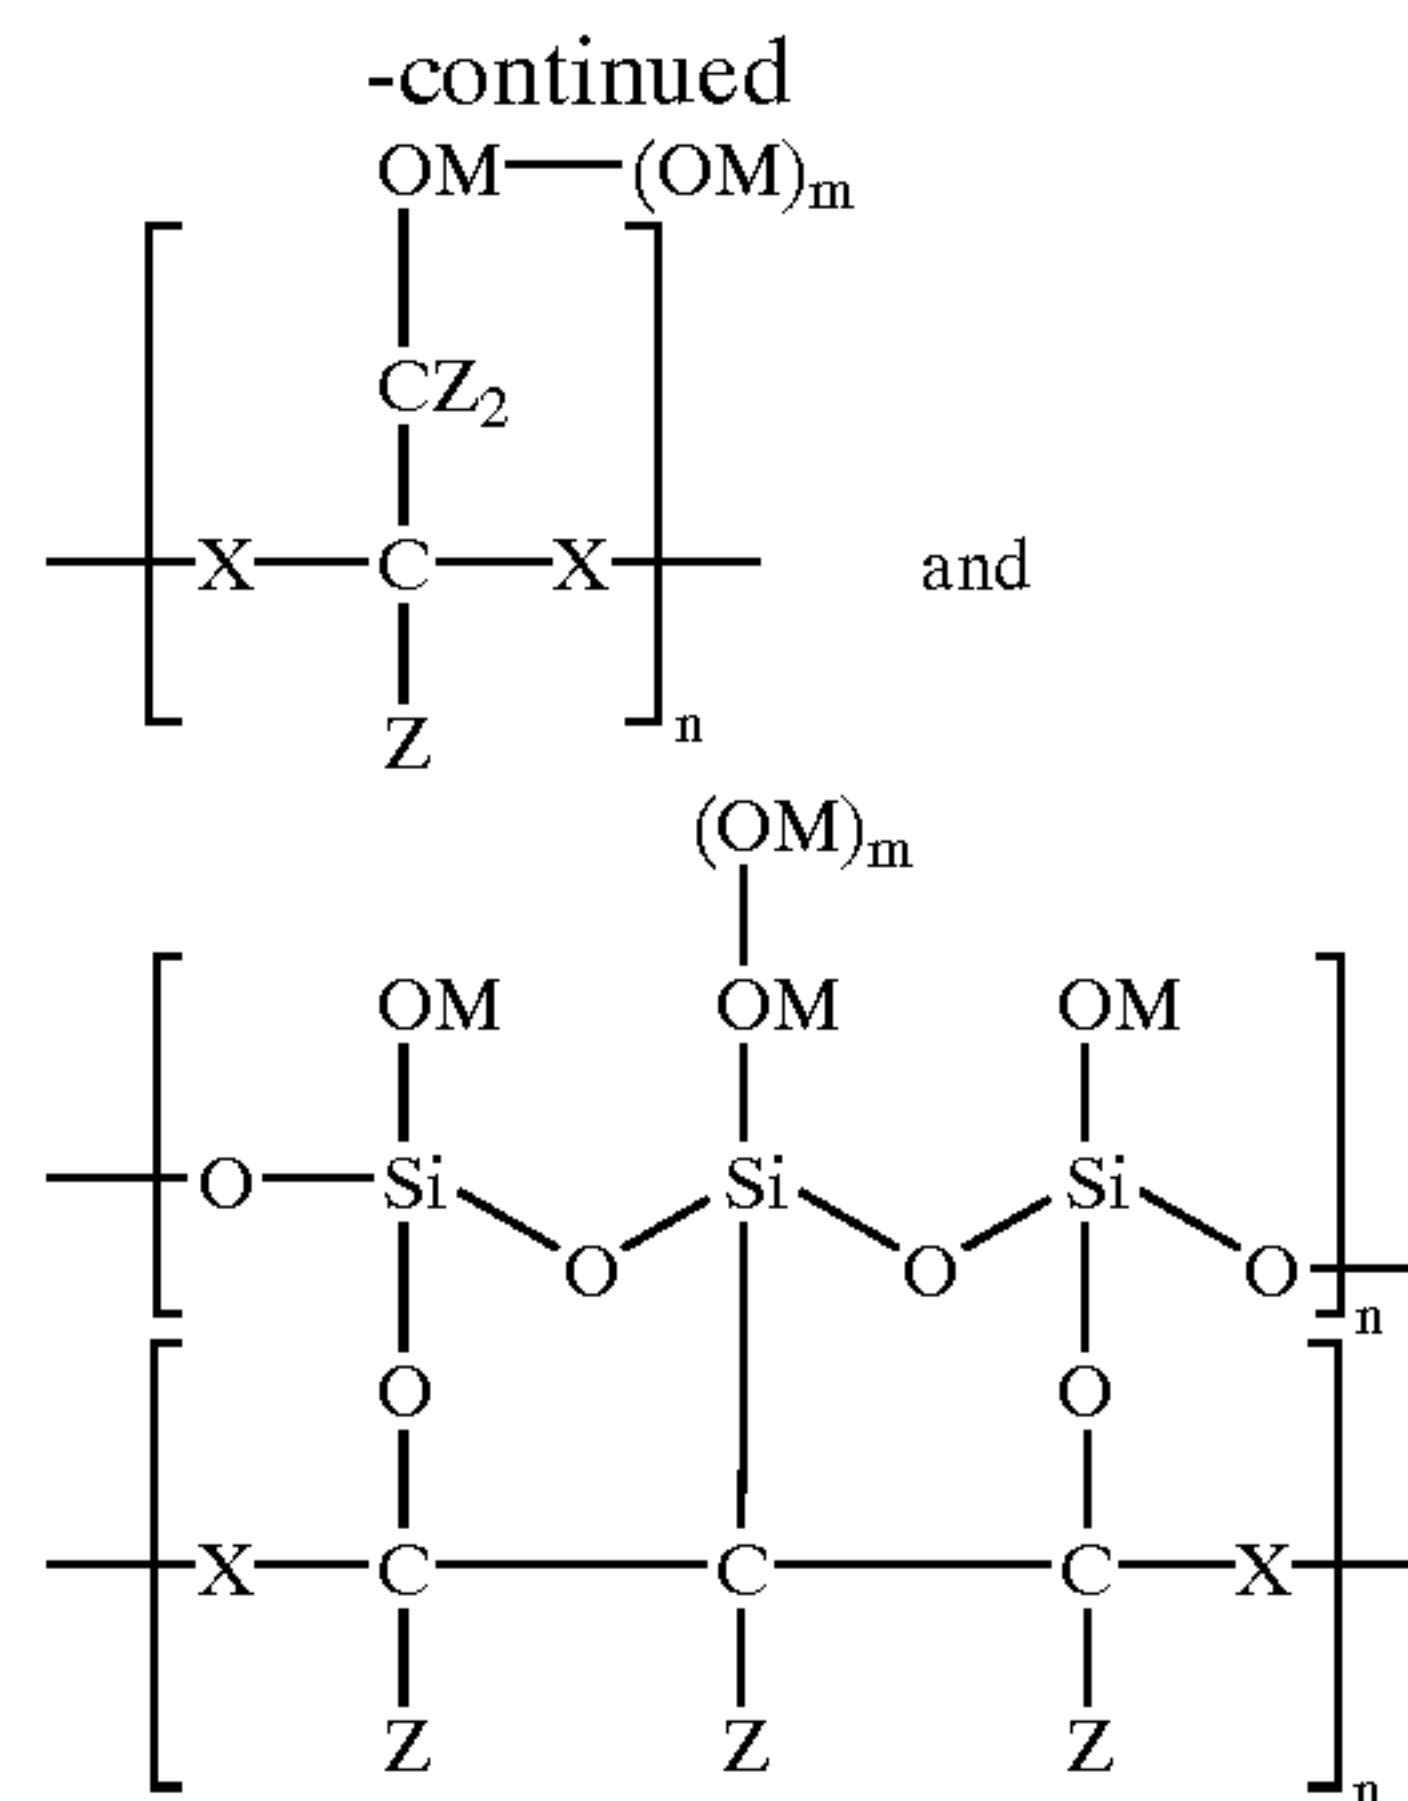 -continued
OM (OM)m
CZ2
X C X and
Z
n
(OM)m
OM OM OM
O Si Si Si
O O O
n
O O
X C C C X
Z Z Z
n